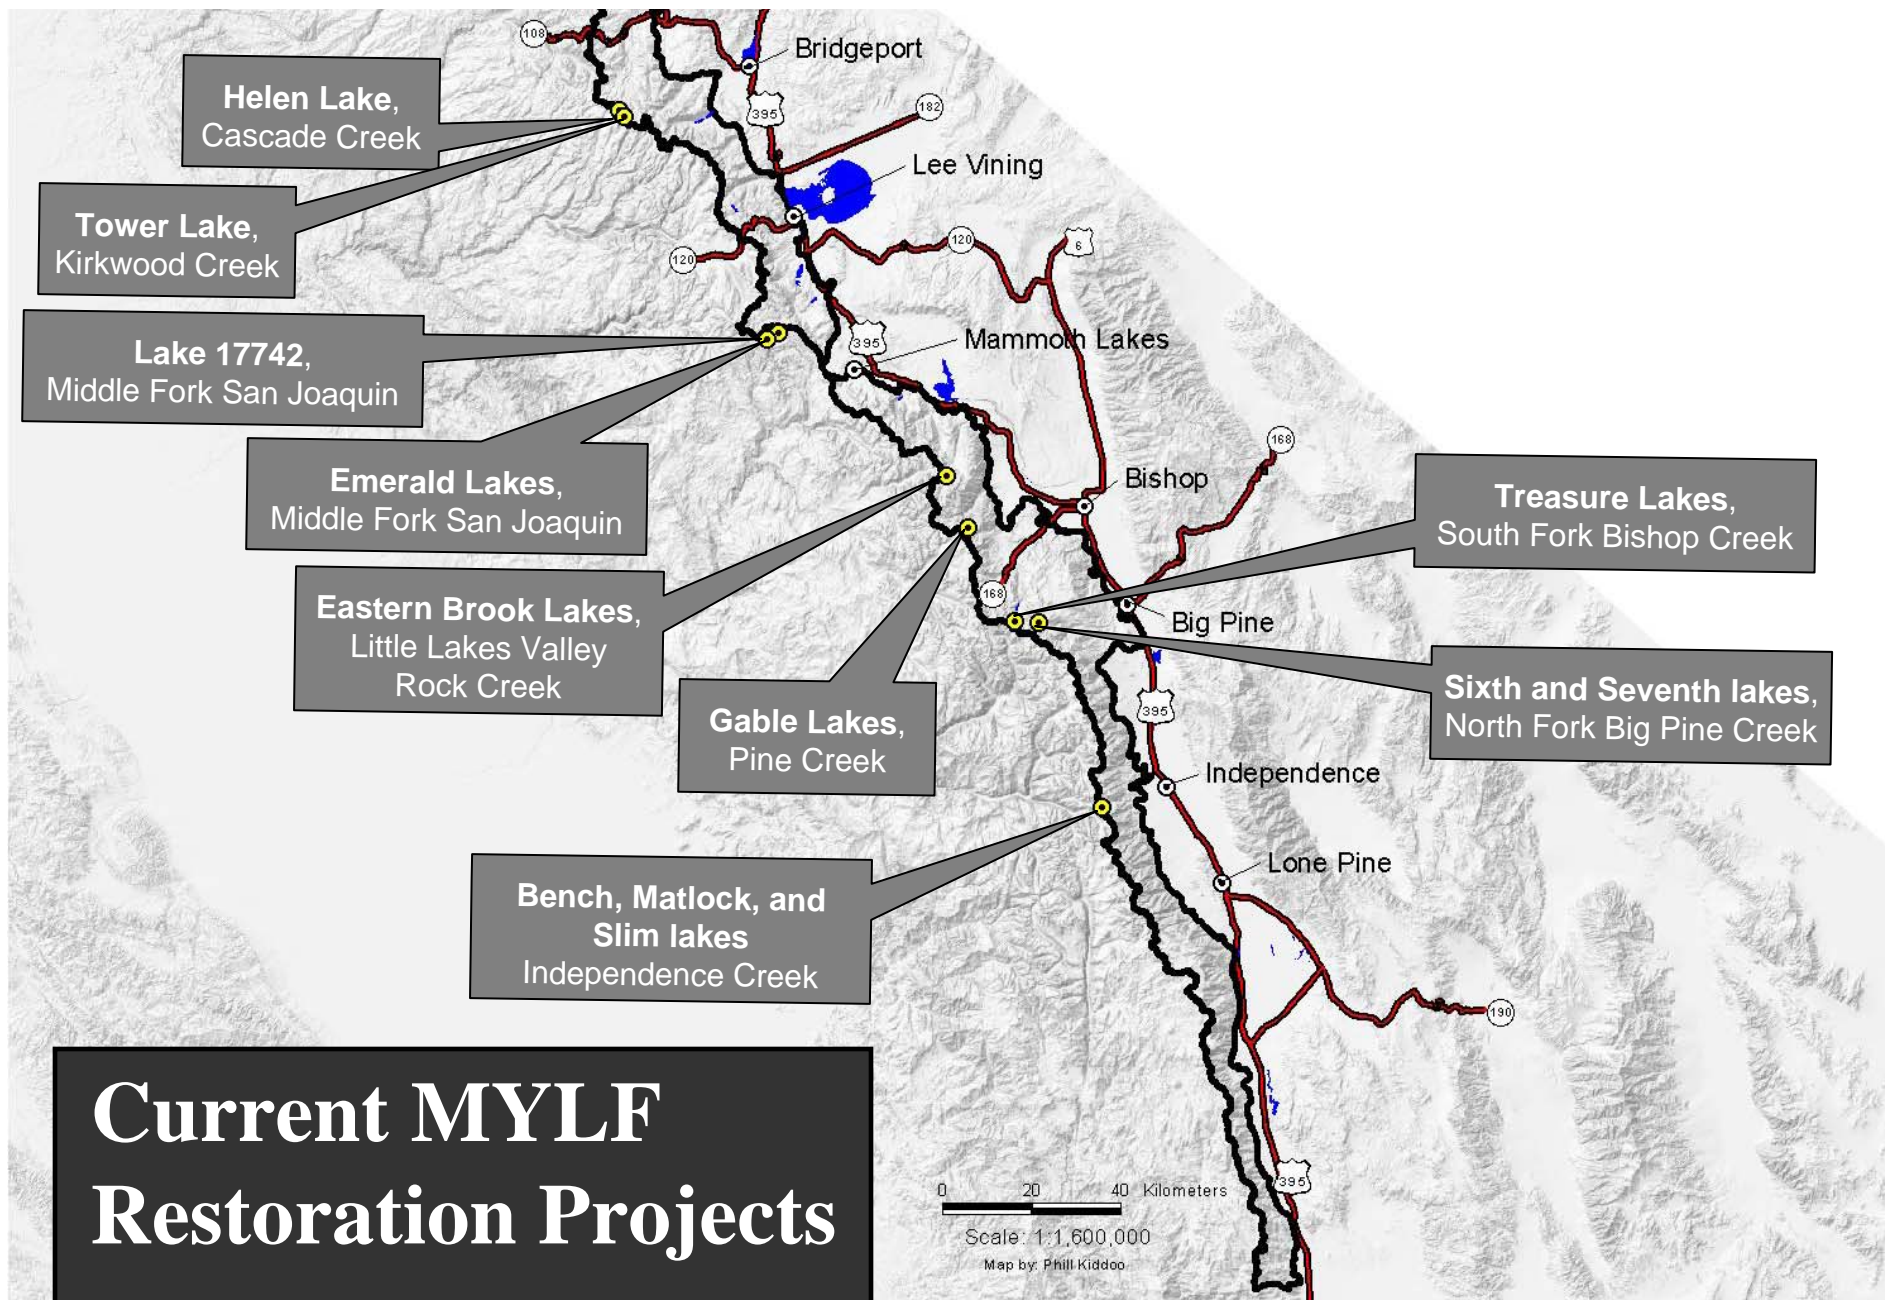 108
Bridgeport
Helen Lake,
Cascade Creek
395
182
Lee Vining
Tower Lake,
Kirkwood Creek
120
120
6
Lake 17742,
Middle Fork San Joaquin
395
Mammoth Lakes
Emerald Lakes,
Middle Fork San Joaquin
168
Bishop
Treasure Lakes,
South Fork Bishop Creek
Eastern Brook Lakes,
Little Lakes Valley
Rock Creek
168
Big Pine
Gable Lakes,
Pine Creek
395
Sixth and Seventh lakes,
North Fork Big Pine Creek
Independence
Bench, Matlock, and
Slim lakes
Independence Creek
Lone Pine
190
Current MYLF
Restoration Projects
395
0 20 40 Kilometers
Scale: 1:1,600,000
Map by: Phill Kiddoo